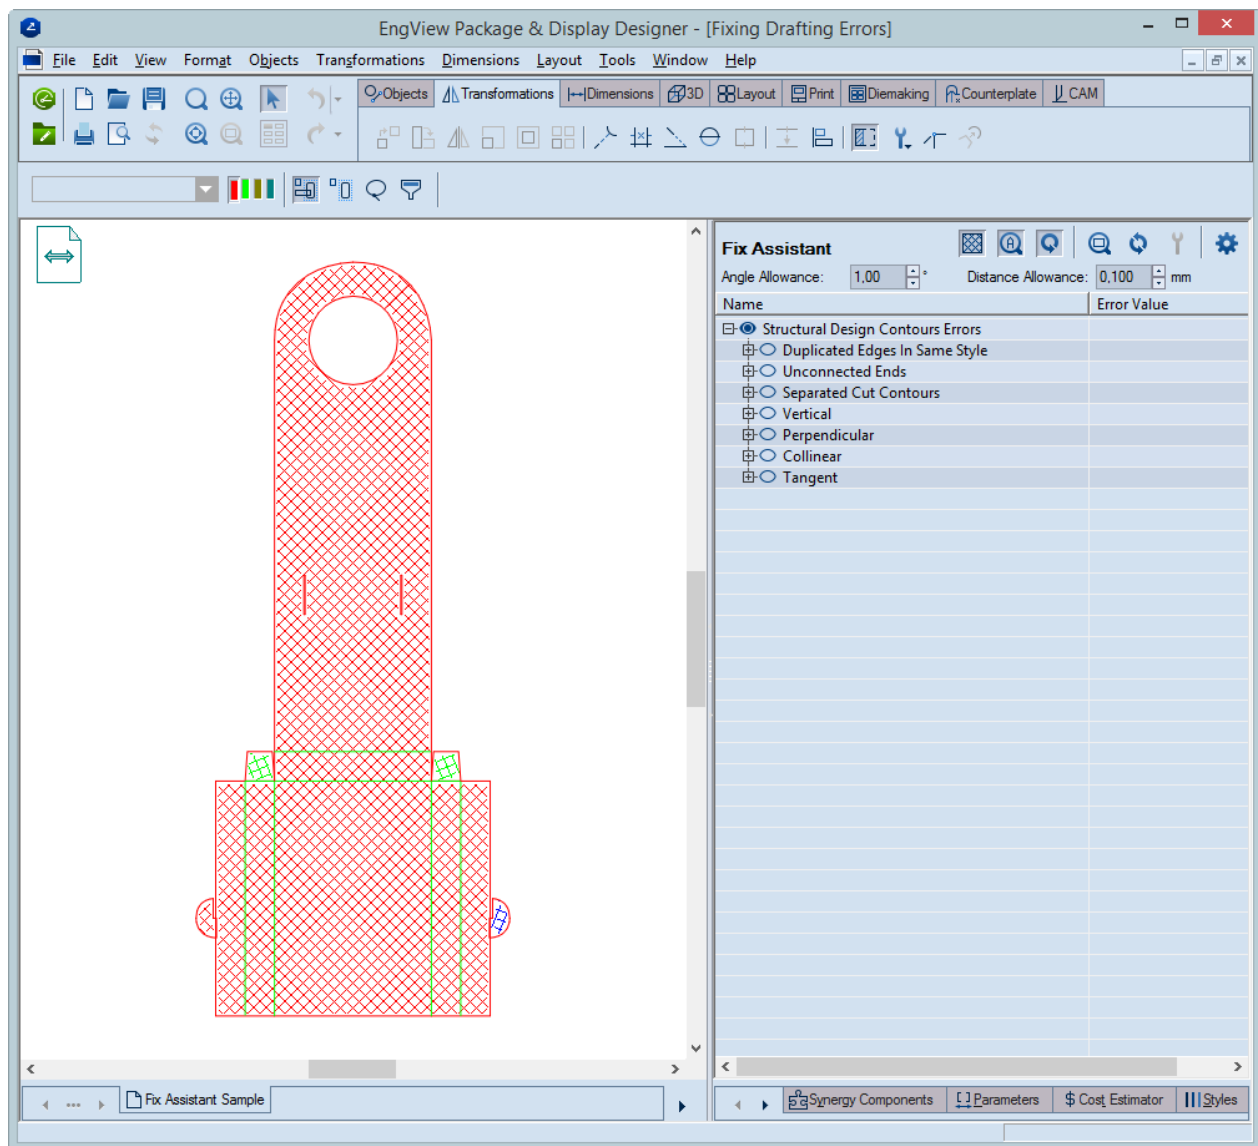 EngView Package & Display Designer - [Fixing Drafting Errors]
File Edit View Format Objects Transformations Dimensions Layout Tools Window Help
Objects Transformations Dimensions 3D Layout Print Diemaking Counterplate CAM
Fix Assistant
Angle Allowance: 1,00 ° Distance Allowance: 0,100 mm
Name Error Value
Structural Design Contours Errors
Duplicated Edges In Same Style
Unconnected Ends
Separated Cut Contours
Vertical
Perpendicular
Collinear
Tangent
Fix Assistant Sample
Synergy Components Parameters $ Cost Estimator Styles